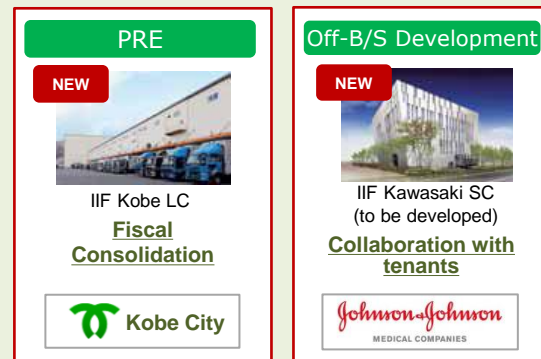 PRE
NEW
IIF Kobe LC
Fiscal
Consolidation
Kobe City
Off-B/S Development
NEW
IIF Kawasaki SC
(to be developed)
Collaboration with
tenants
Johnson&Johnson
MEDICAL COMPANIES